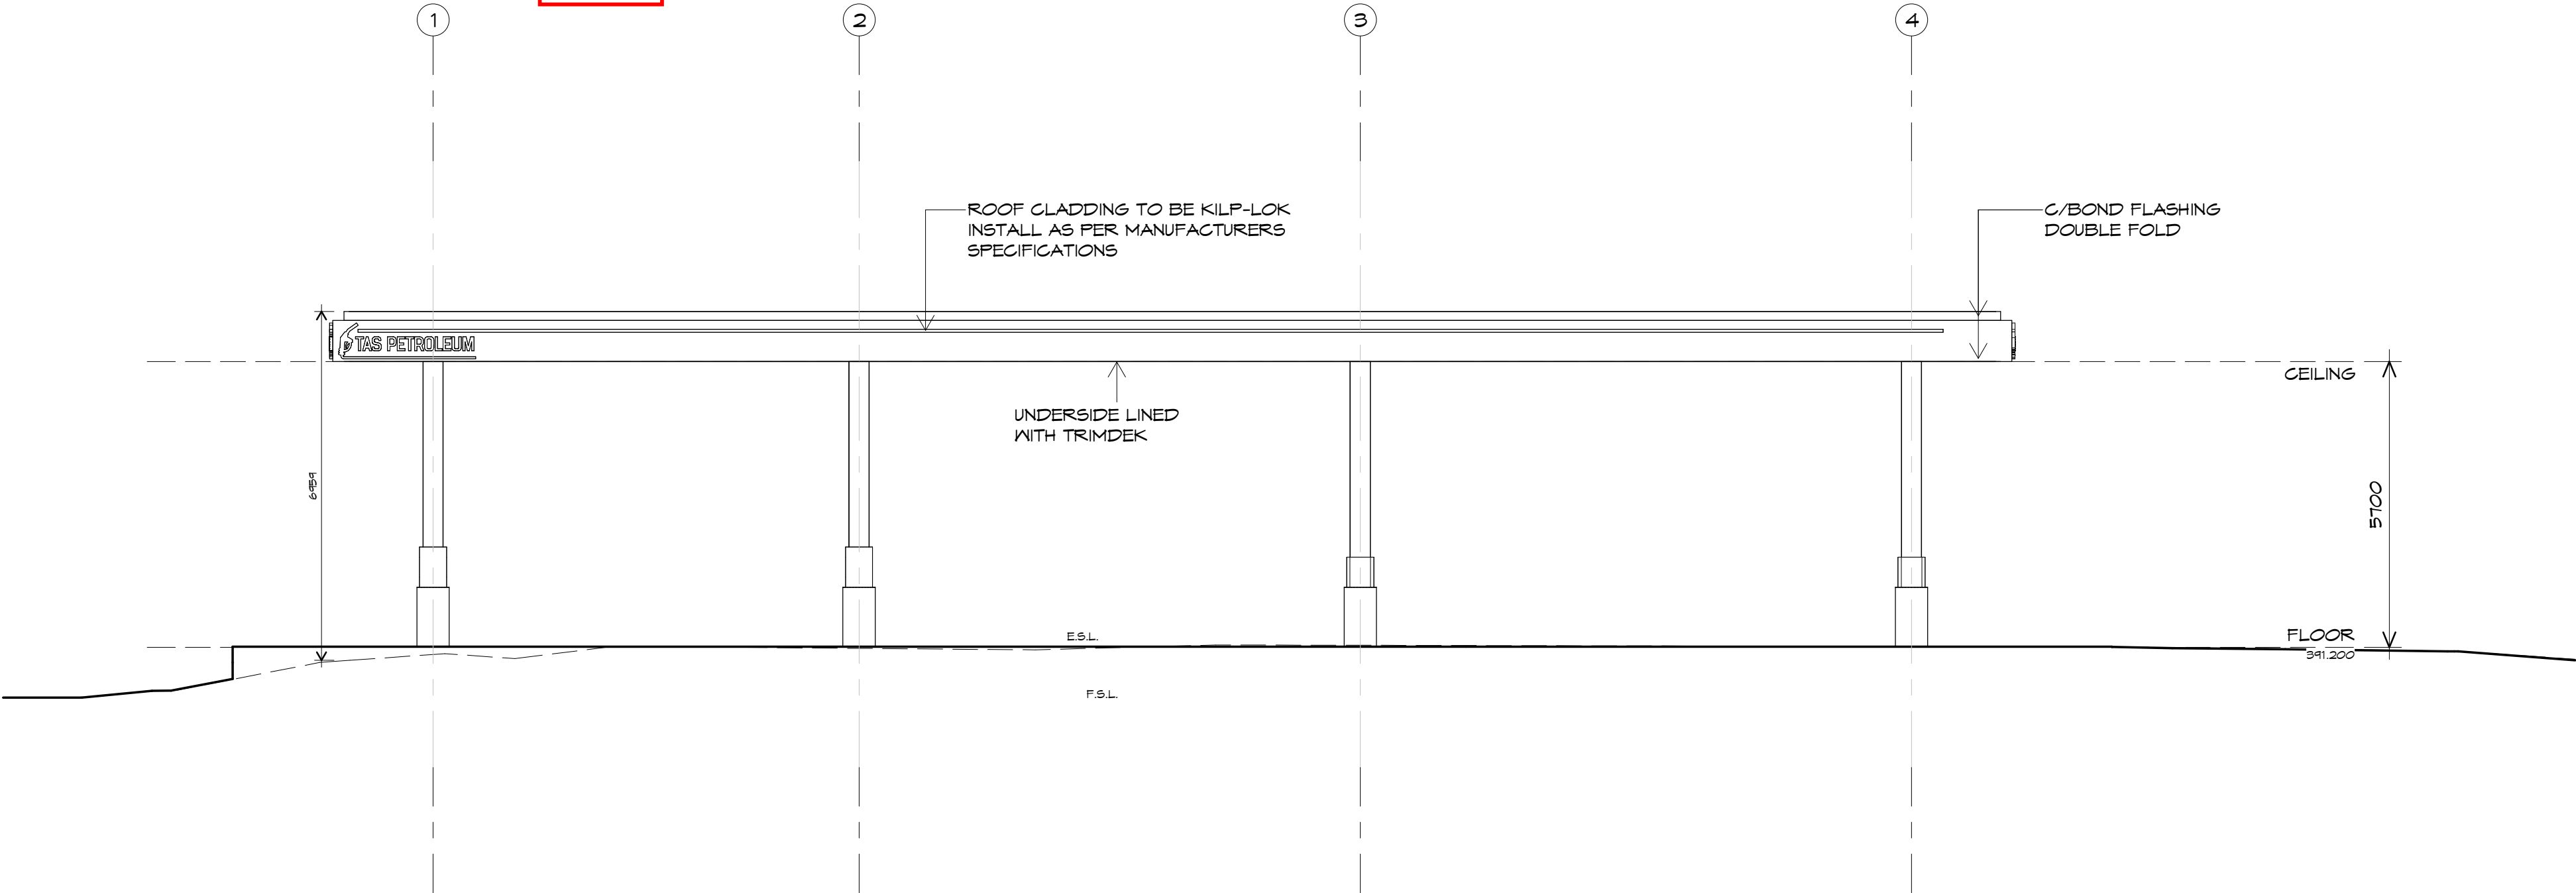 1
2
3
4
ROOF CLADDING TO BE KILP-LOK
INSTALL AS PER MANUFACTURERS
SPECIFICATIONS
C/BOND FLASHING
DOUBLE FOLD
TAS PETROLEUM
CEILING
UNDERSIDE LINED
WITH TRIMDEK
6959
5700
E.S.L.
FLOOR
391.200
F.S.L.